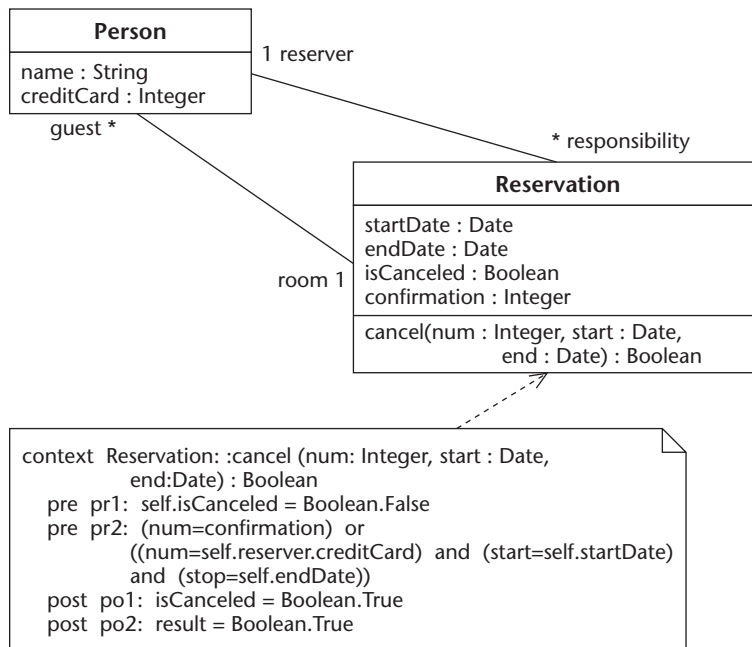 Person
1 reserver
name : String
creditCard : Integer
guest *
* responsibility
Reservation
startDate : Date
endDate : Date
isCanceled : Boolean
room 1
confirmation : Integer
cancel(num : Integer, start : Date,
end : Date) : Boolean
context Reservation: :cancel (num: Integer, start : Date,
end:Date) : Boolean
pre pr1: self.isCanceled = Boolean.False
pre pr2: (num=confirmation) or
((num=self.reserver.creditCard) and (start=self.startDate)
and (stop=self.endDate))
post po1: isCanceled = Boolean.True
post po2: result = Boolean.True